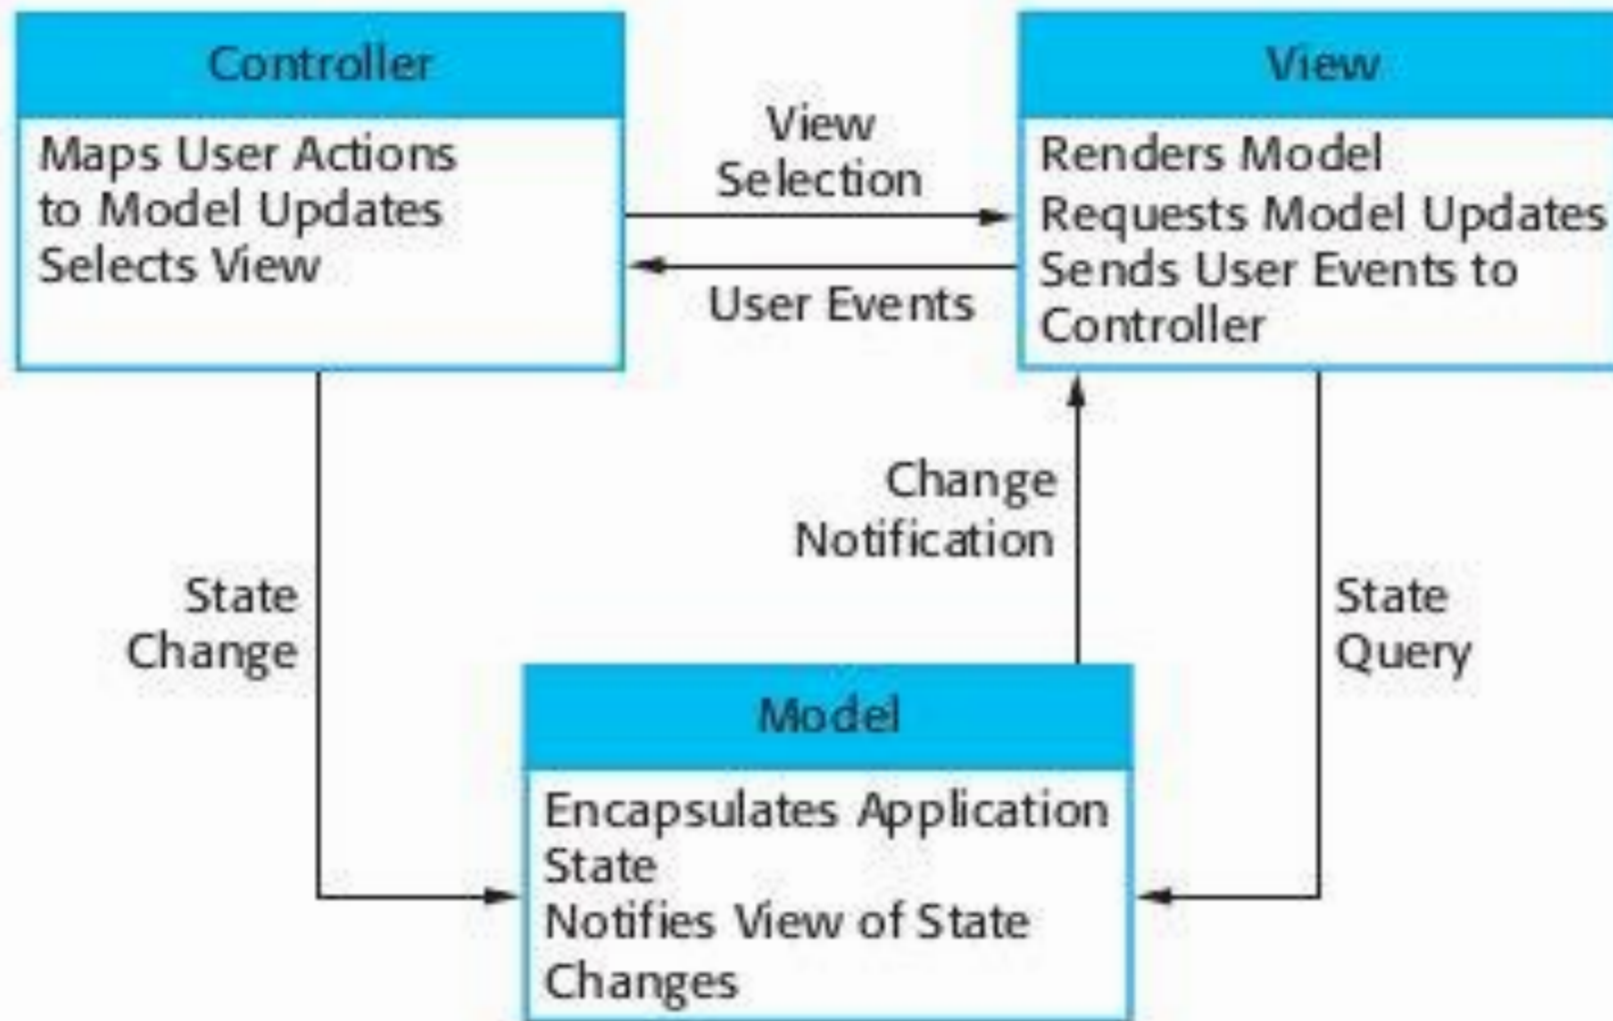 Controller
Maps User Actions
to Model Updates
Selects View
View
Selection
User Events
View
Renders Model
Requests Model Updates
Sends User Events to
Controller
State
Change
Change
Notification
State
Query
Model
Encapsulates Application
State
Notifies View of State
Changes